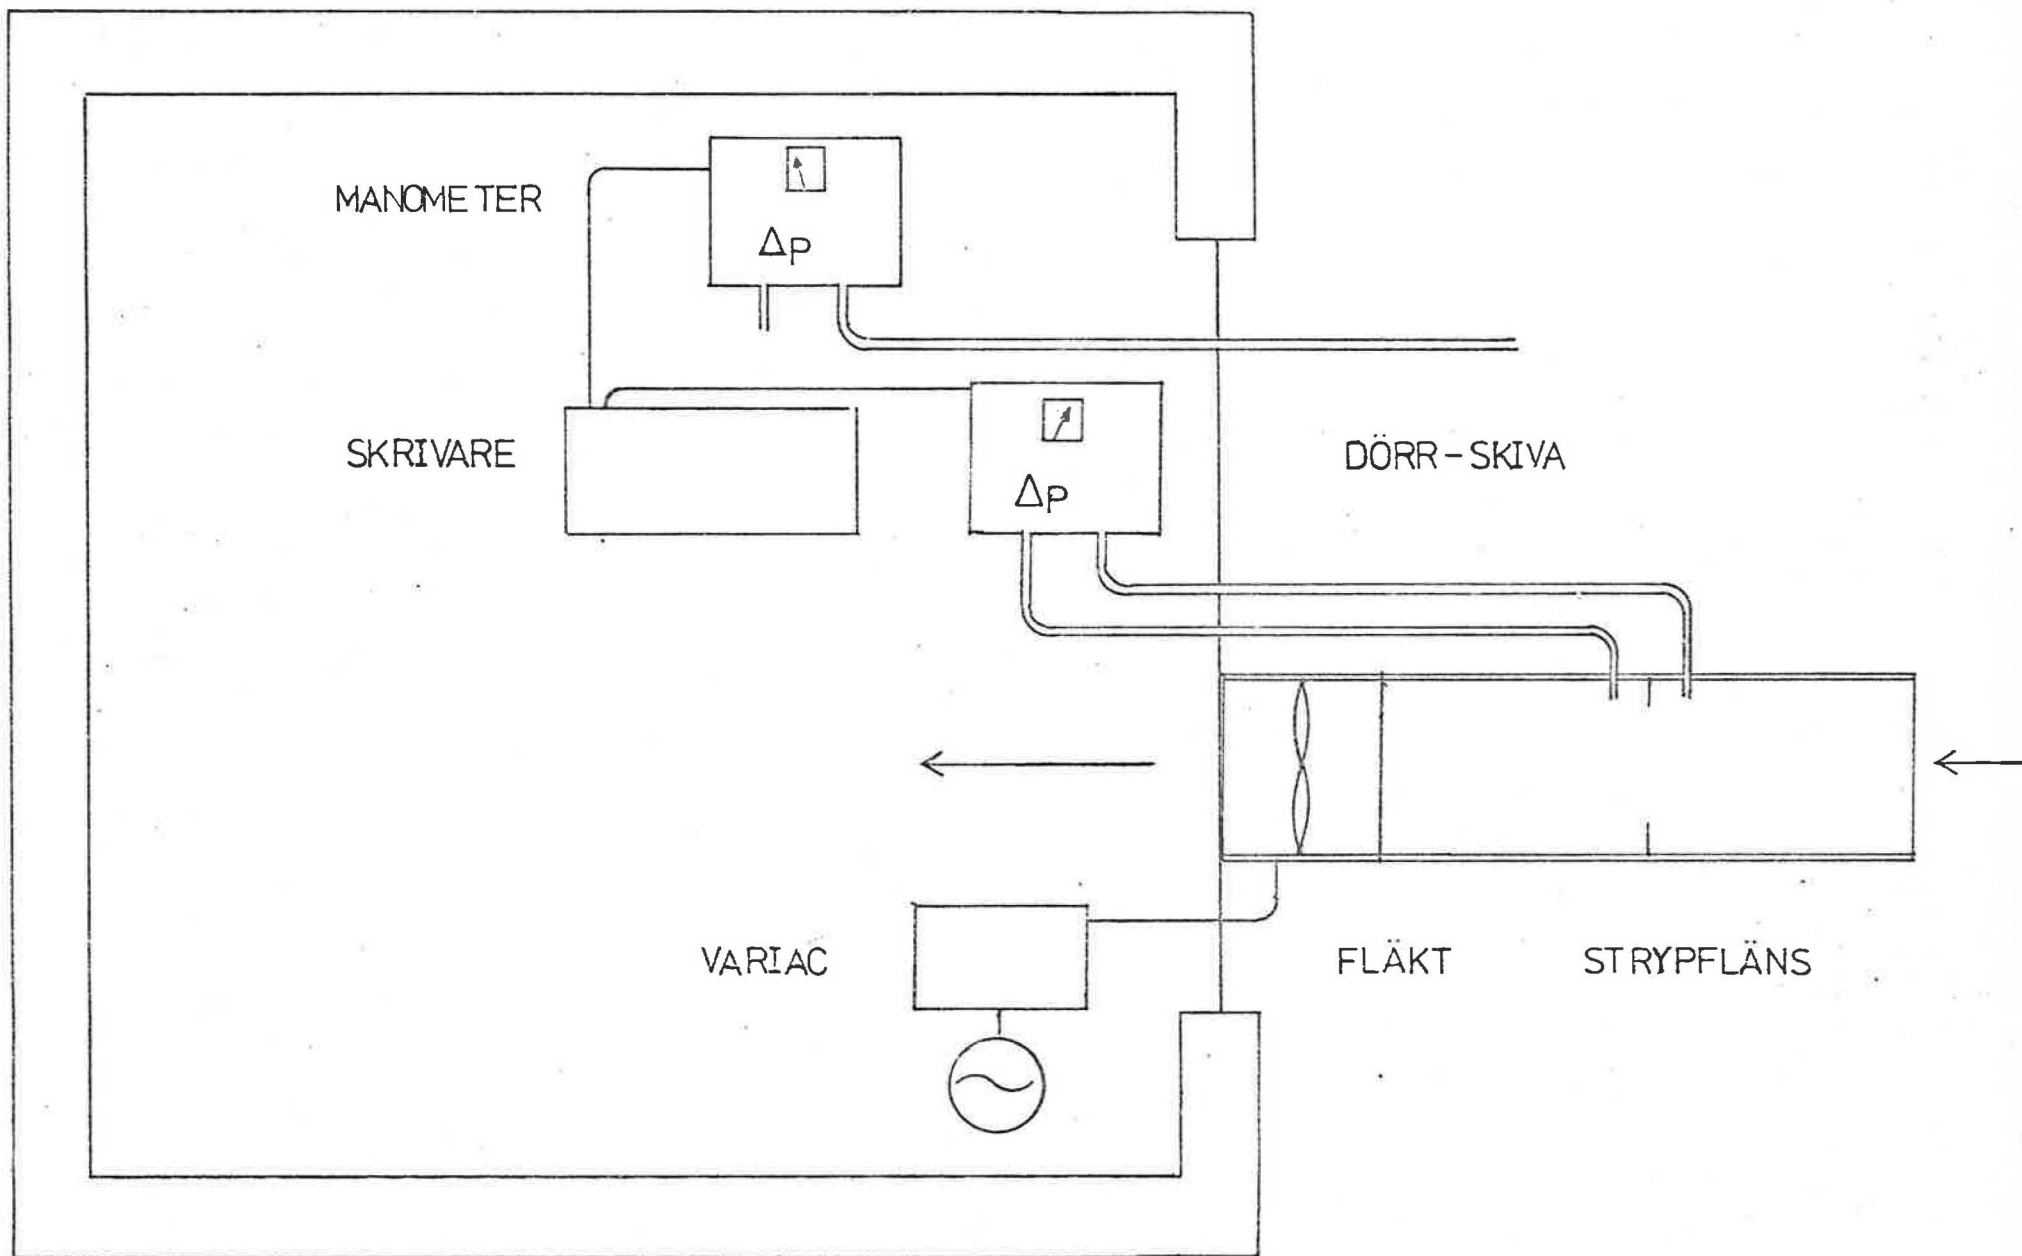 MANOMETER
ΔP
SKRIVARE
ΔP
DÖRR-SKIVA
VARIAC
FLÄKT
STRYPFLÄNS